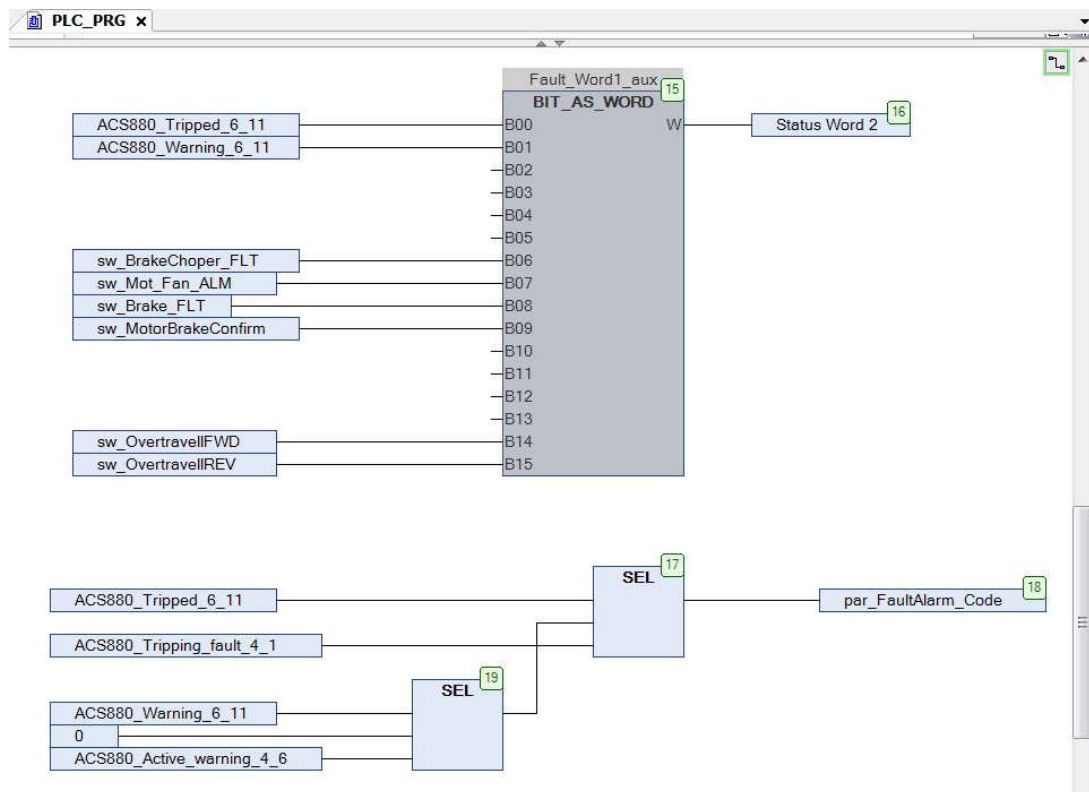 PLC_PRG
Fault_Word1_aux
15
BIT_AS_WORD
16
ACS880_Tripped_6_11 B00 W Status Word 2
ACS880_Warning_6_11 B01
B02
B03
B04
B05
sw_BrakeChoper_FLT B06
sw_Mot_Fan_ALM B07
sw_Brake_FLT B08
sw_MotorBrakeConfirm B09
B10
B11
B12
B13
sw_OvertravellFWD B14
sw_OvertravellREV B15
17
SEL
18
ACS880_Tripped_6_11 par_FaultAlarm_Code
ACS880_Tripping_fault_4_1
19
SEL
ACS880_Warning_6_11
0
ACS880_Active_warning_4_6